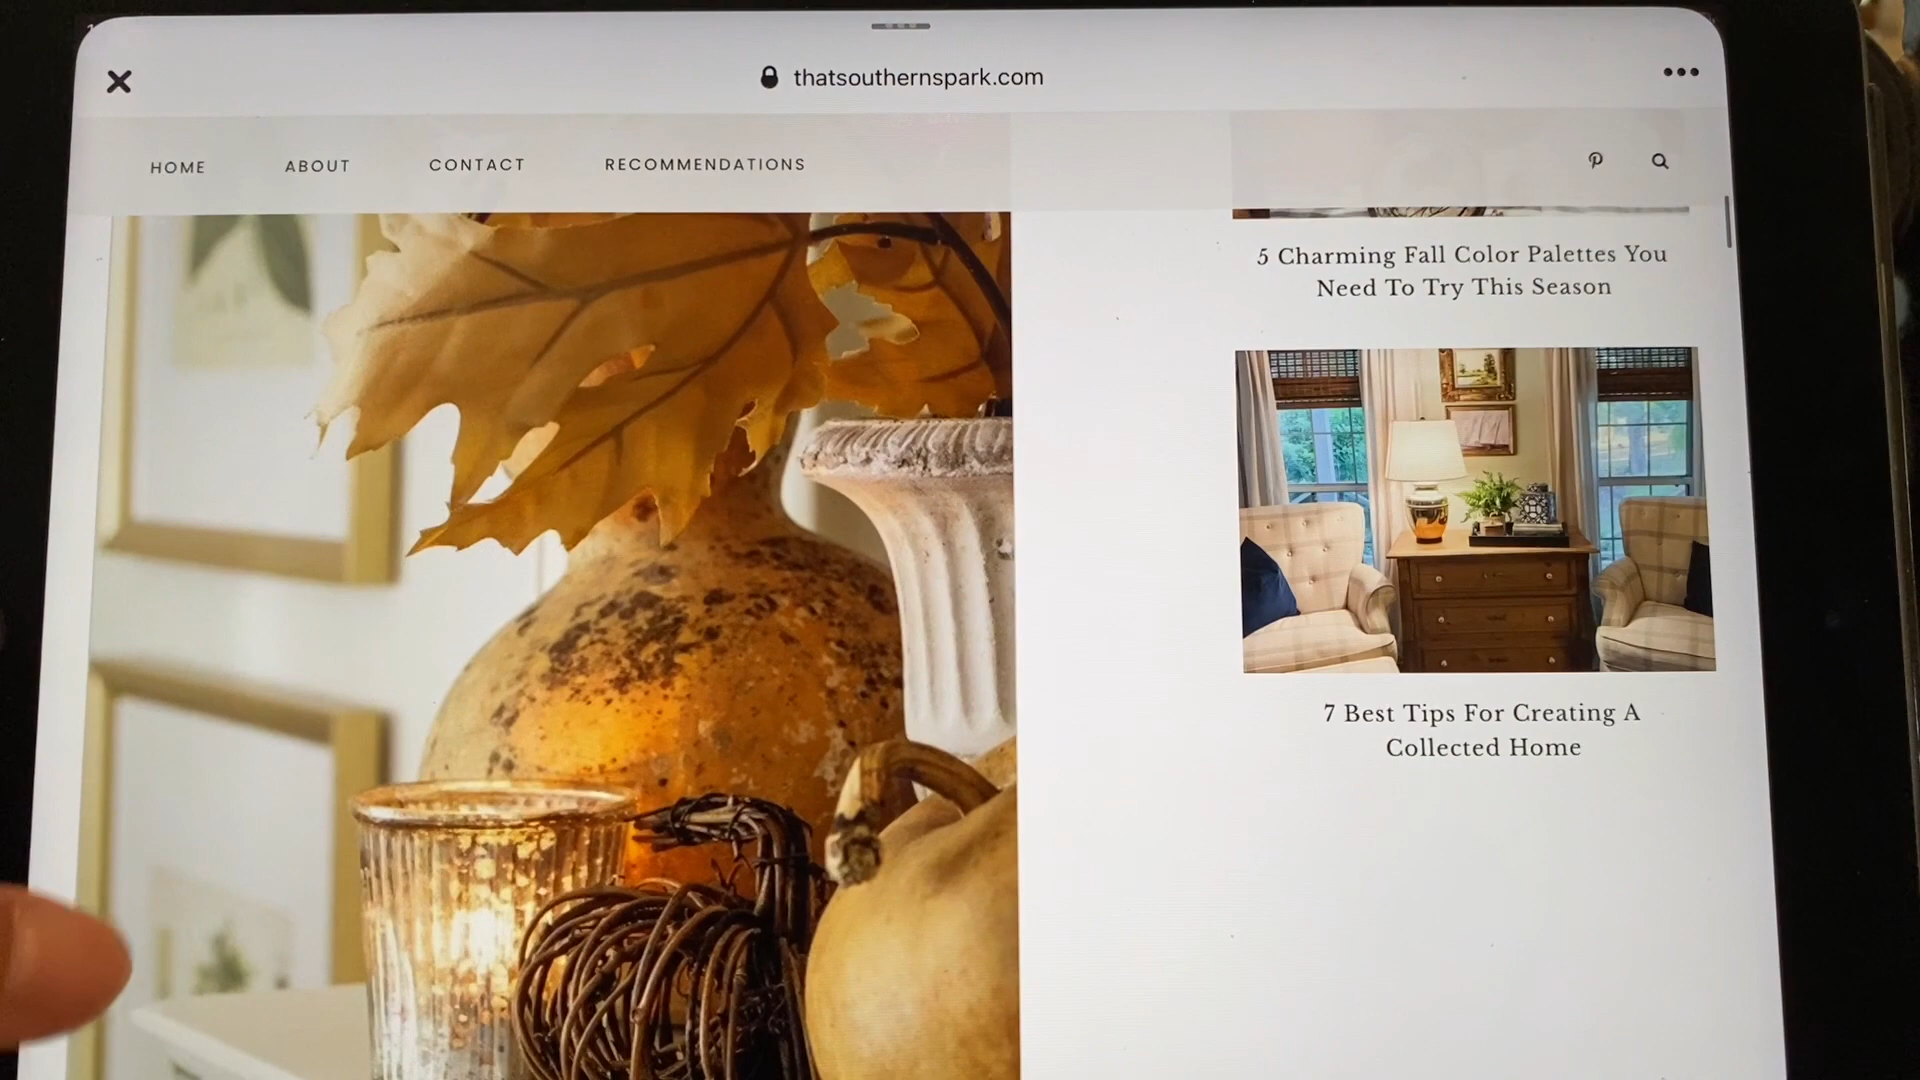 thatsouthernspark.com
HOME ABOUT CONTACT RECOMMENDATIONS
5 Charming Fall Color Palettes You
Need To Try This Season
7 Best Tips For Creating A
Collected Home